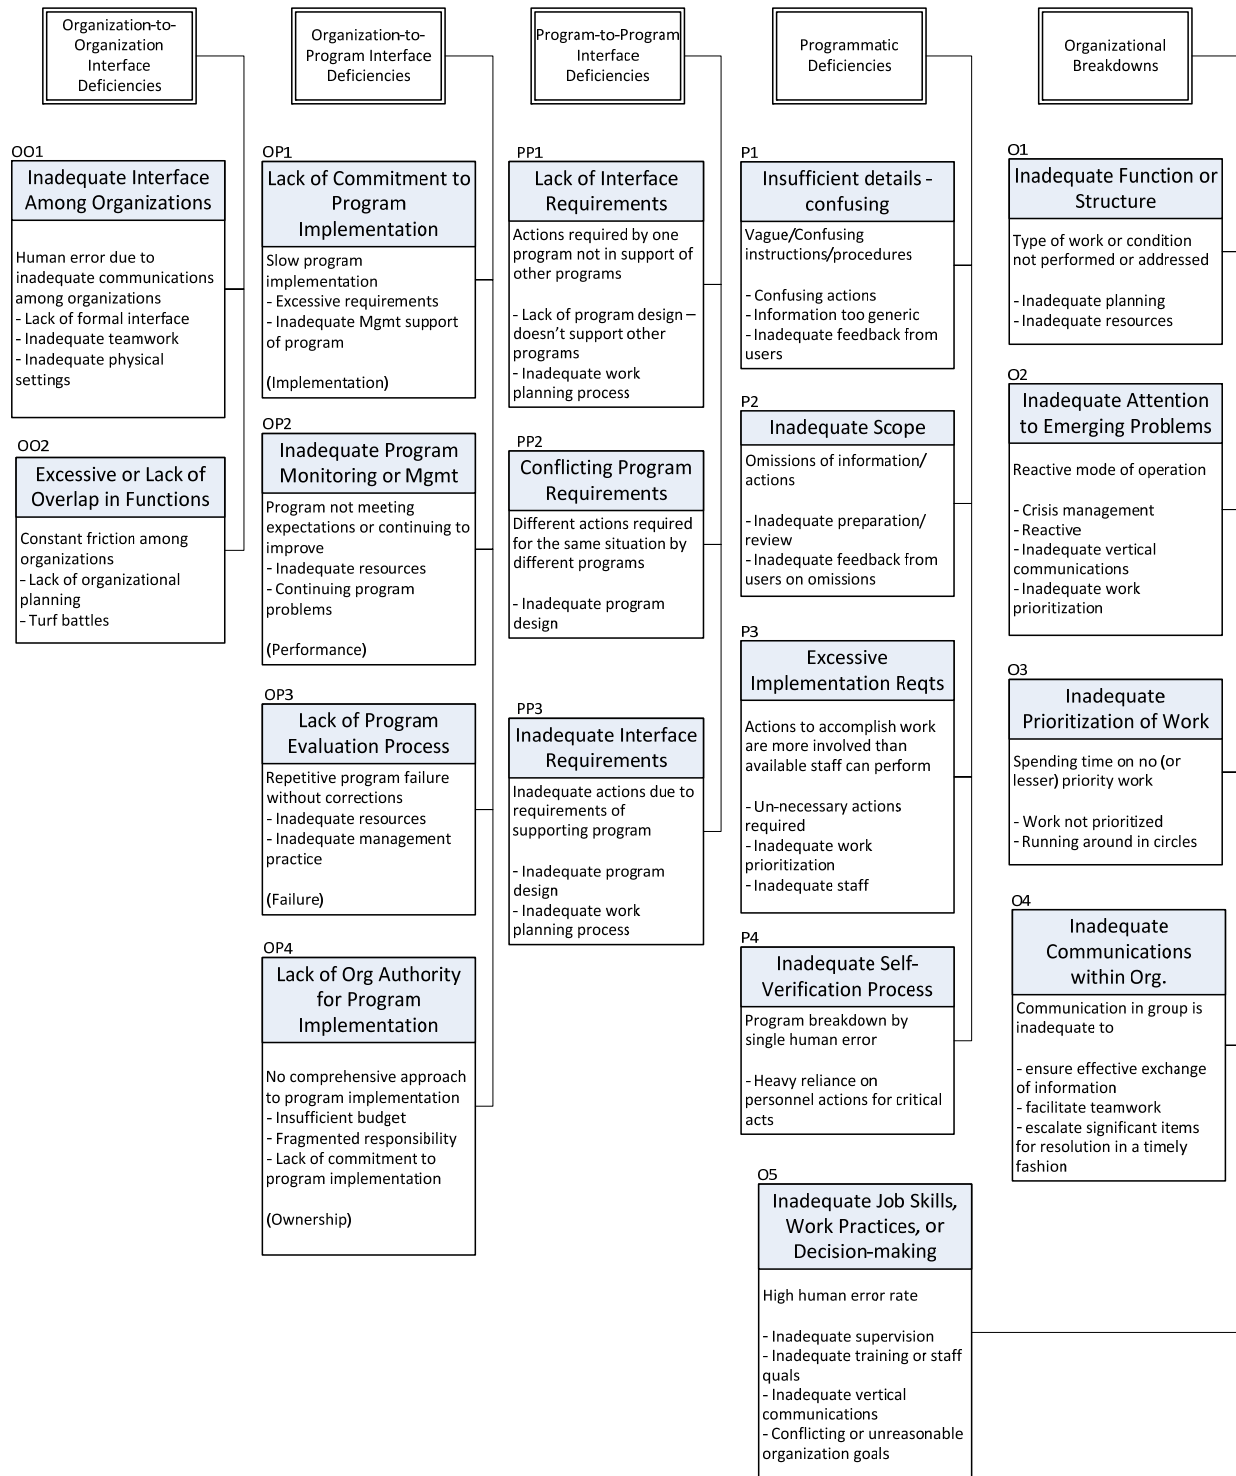 Organization-to-
Organization
Interface
Deficiencies
Organization-to-
Program Interface
Deficiencies
Program-to-Program
Interface
Deficiencies
Programmatic
Deficiencies
Organizational
Breakdowns
OO1
Inadequate Interface
Among Organizations
Human error due to
inadequate communications
among organizations
- Lack of formal interface
- Inadequate teamwork
- Inadequate physical
settings
OO2
Excessive or Lack of
Overlap in Functions
Constant friction among
organizations
- Lack of organizational
planning
- Turf battles
OP1
Lack of Commitment to
Program
Implementation
Slow program
implementation
- Excessive requirements
- Inadequate Mgmt support
of program
(Implementation)
OP2
Inadequate Program
Monitoring or Mgmt
Program not meeting
expectations or continuing to
improve
- Inadequate resources
- Continuing program
problems
(Performance)
OP3
Lack of Program
Evaluation Process
Repetitive program failure
without corrections
- Inadequate resources
- Inadequate management
practice
(Failure)
OP4
Lack of Org Authority
for Program
Implementation
No comprehensive approach
to program implementation
- Insufficient budget
- Fragmented responsibility
- Lack of commitment to
program implementation
(Ownership)
PP1
Lack of Interface
Requirements
Actions required by one
program not in support of
other programs
- Lack of program design –
doesn't support other
programs
- Inadequate work
planning process
PP2
Conflicting Program
Requirements
Different actions required
for the same situation by
different programs
- Inadequate program
design
PP3
Inadequate Interface
Requirements
Inadequate actions due to
requirements of
supporting program
- Inadequate program
design
- Inadequate work
planning process
P1
Insufficient details -
confusing
Vague/Confusing
instructions/procedures
- Confusing actions
- Information too generic
- Inadequate feedback from
users
P2
Inadequate Scope
Omissions of information/
actions
- Inadequate preparation/
review
- Inadequate feedback from
users on omissions
P3
Excessive
Implementation Reqts
Actions to accomplish work
are more involved than
available staff can perform
- Un-necessary actions
required
- Inadequate work
prioritization
- Inadequate staff
P4
Inadequate Self-
Verification Process
Program breakdown by
single human error
- Heavy reliance on
personnel actions for critical
acts
O1
Inadequate Function or
Structure
Type of work or condition
not performed or addressed
- Inadequate planning
- Inadequate resources
O2
Inadequate Attention
to Emerging Problems
Reactive mode of operation
- Crisis management
- Reactive
- Inadequate vertical
communications
- Inadequate work
prioritization
O3
Inadequate
Prioritization of Work
Spending time on no (or
lesser) priority work
- Work not prioritized
- Running around in circles
O4
Inadequate
Communications
within Org.
Communication in group is
inadequate to
- ensure effective exchange
of information
- facilitate teamwork
- escalate significant items
for resolution in a timely
fashion
O5
Inadequate Job Skills,
Work Practices, or
Decision-making
High human error rate
- Inadequate supervision
- Inadequate training or staff
quals
- Inadequate vertical
communications
- Conflicting or unreasonable
organization goals